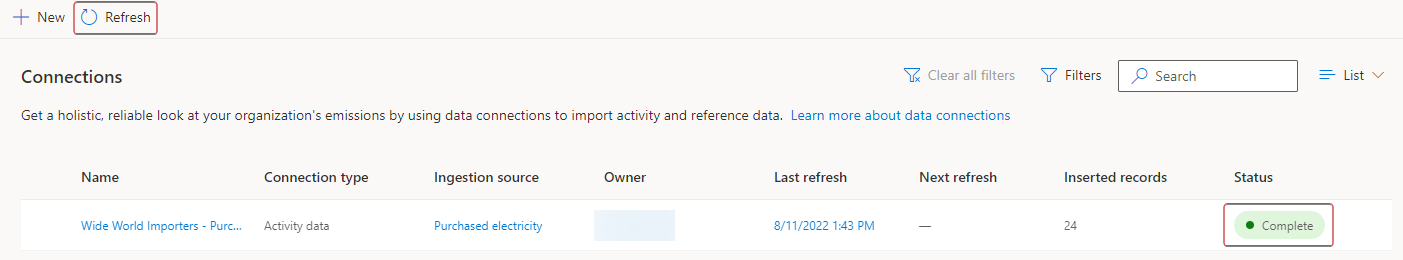 New Refresh
Connections
Clear all filters Filters Search List
Get a holistic, reliable look at your organization's emissions by using data connections to import activity and reference data. Learn more about data connections
Name Connection type Ingestion source Owner Last refresh Next refresh Inserted records Status
Wide World Importers - Purc... Activity data Purchased electricity 8/11/2022 1:43 PM — 24 Complete